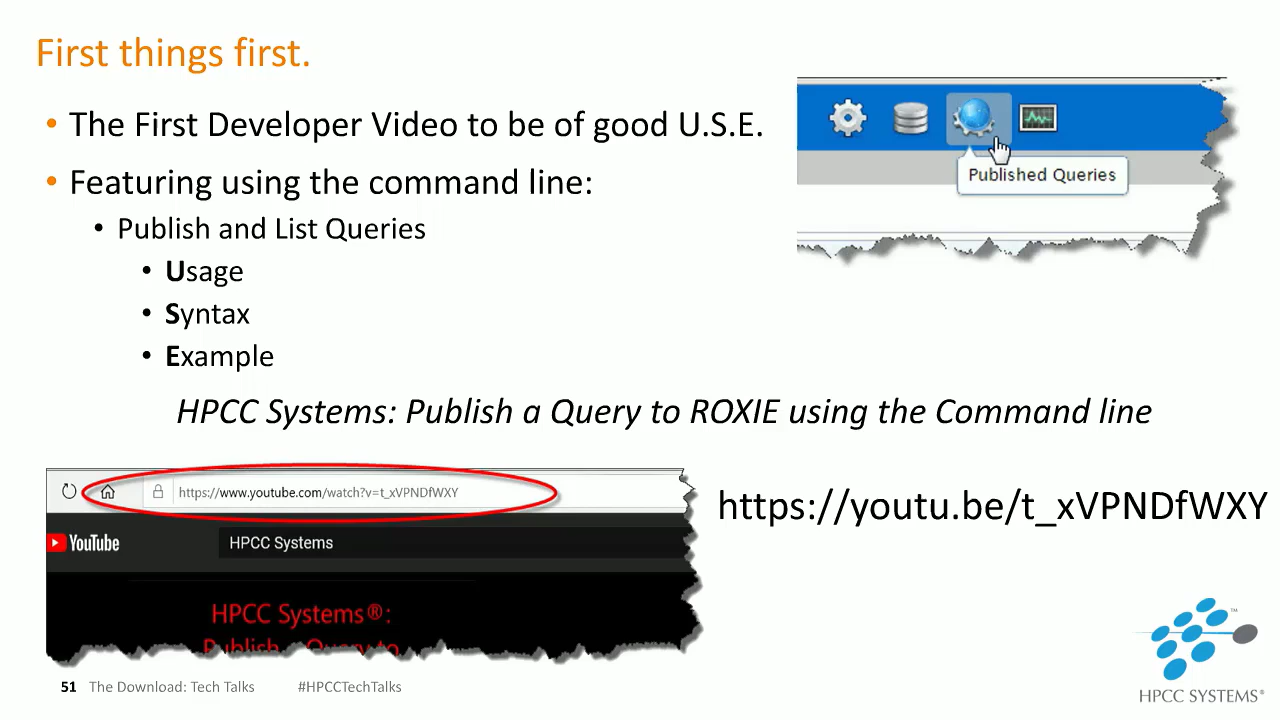 First things first.
• The First Developer Video to be of good U.S.E.
• Featuring using the command line:
• Publish and List Queries
• Usage
• Syntax
• Example
Published Queries
HPCC Systems: Publish a Query to ROXIE using the Command line
https://www.youtube.com/watch?v=t_xVPNDfWXY
YouTube
HPCC Systems
HPCC Systems®:
Publish a Query to
https://youtu.be/t_xVPNDfWXY
51 The Download: Tech Talks #HPCCTechTalks
HPCC SYSTEMS®